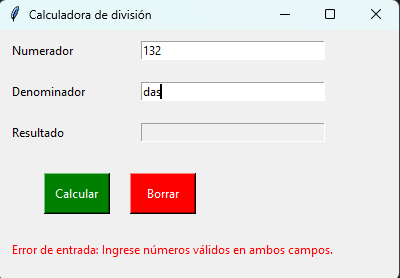 Calculadora de división
Numerador 132
Denominador das
Resultado
Calcular Borrar
Error de entrada: Ingrese números válidos en ambos campos.